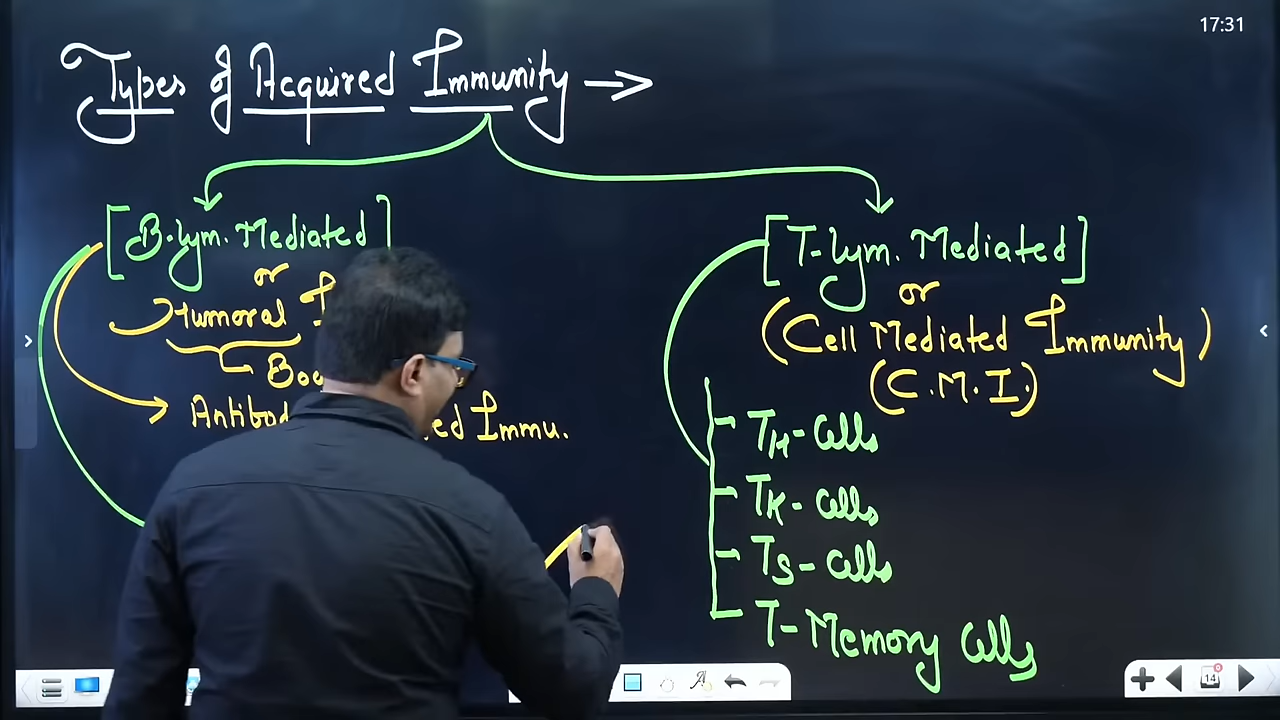 17:31
Types of Acquired Immunity →
[B.lym. Mediated]
or
Humoral
Antibod ed Immu.
[T-lym. Mediated]
or
(Cell Mediated Immunity)
(C.M.I.)
TH-Cells
TK-Cells
TS-Cells
T-Memory Cells
14